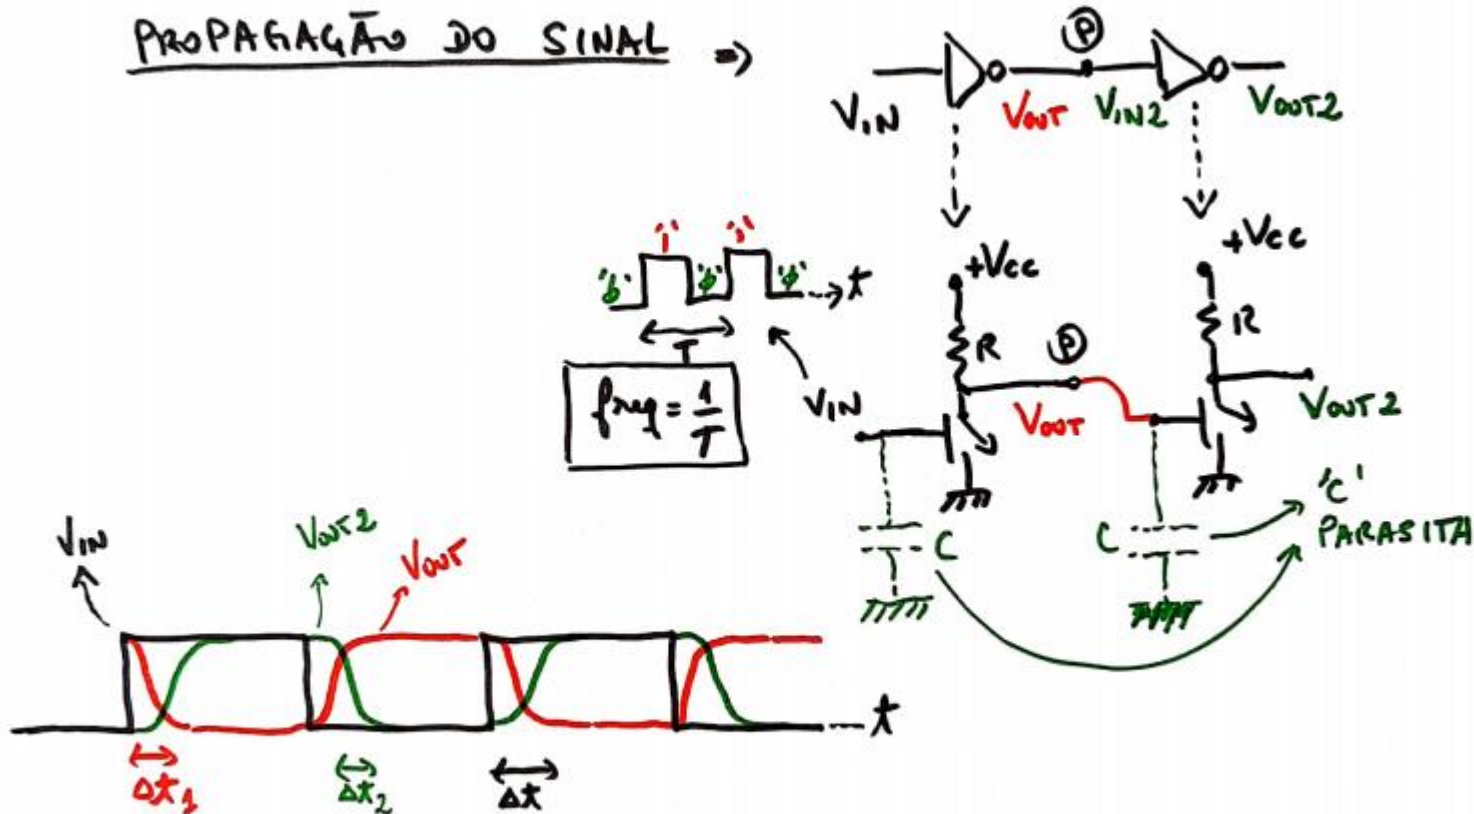 PROPAGAÇÃO DO SINAL =>
P
VIN VOUT VIN2 VOUT2
'1' '1'
'0' '0' '0' t
T
freq = 1/T
+VCC +VCC
R P R
VIN VOUT VOUT2
C C 'C' PARASITA
VIN VOUT2 VOUT
t
Δt1 Δt2 Δt